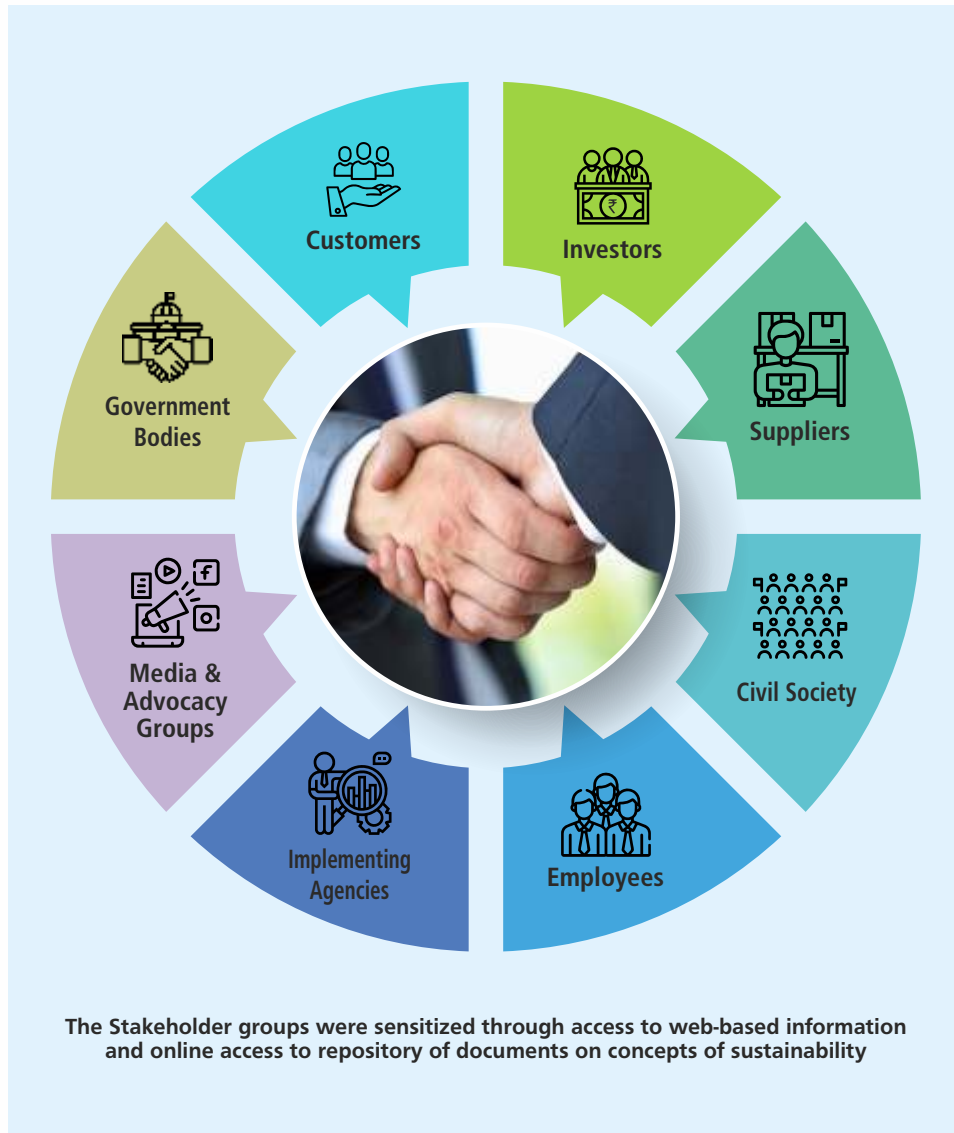 Customers
Investors
Suppliers
Civil Society
Employees
Implementing
Agencies
Media &
Advocacy
Groups
Government
Bodies
₹
The Stakeholder groups were sensitized through access to web-based information
and online access to repository of documents on concepts of sustainability